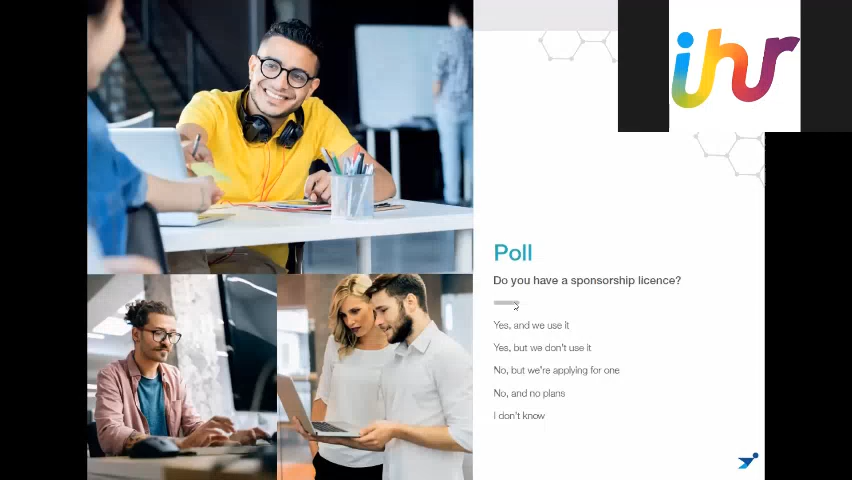 ihr
Poll
Do you have a sponsorship licence?
Yes, and we use it
Yes, but we don't use it
No, but we're applying for one
No, and no plans
I don't know